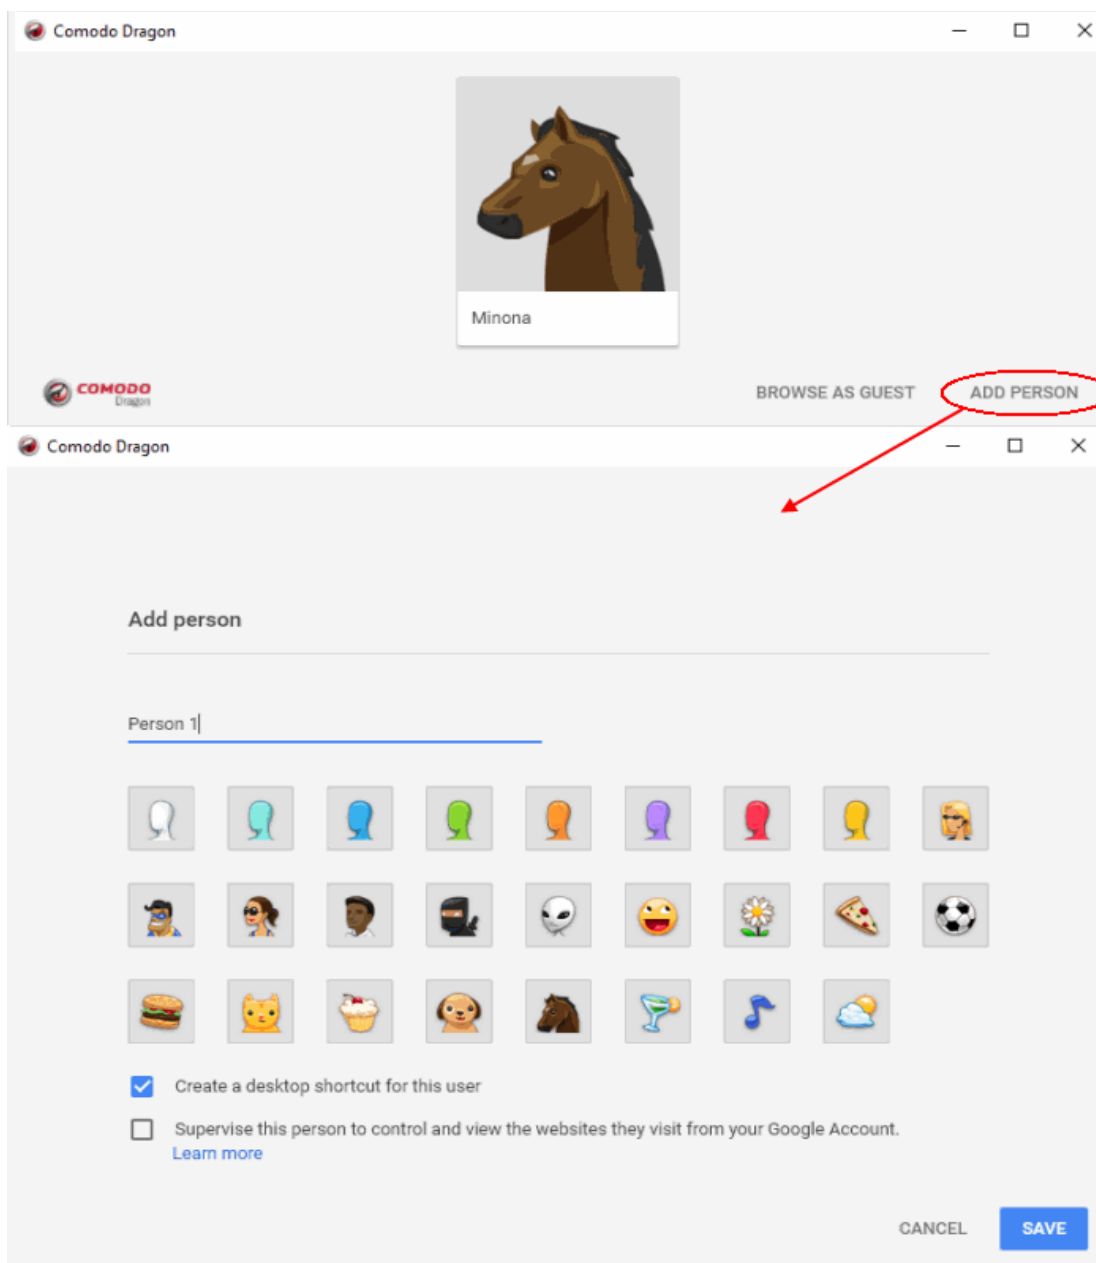 Comodo Dragon
Minona
COMODO
Dragon
BROWSE AS GUEST
ADD PERSON
Comodo Dragon
Add person
Person 1
Create a desktop shortcut for this user
Supervise this person to control and view the websites they visit from your Google Account.
Learn more
CANCEL
SAVE